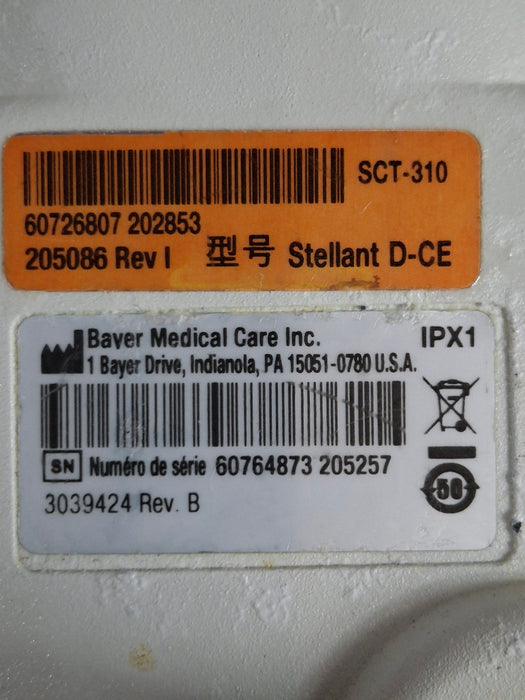 SCT-310
60726807 202853
205086 Rev I 型号 Stellant D-CE
Bayer Medical Care Inc. IPX1
1 Bayer Drive, Indianola, PA 15051-0780 U.S.A.
SN Numéro de série 60764873 205257
50
3039424 Rev. B